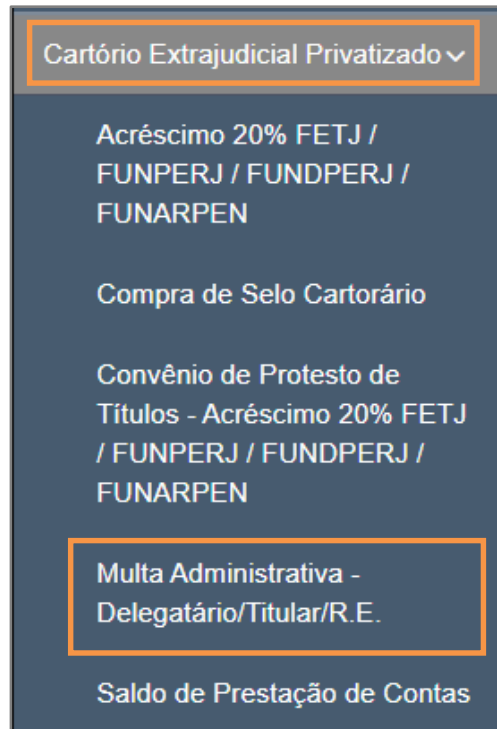 Cartório Extrajudicial Privatizado
Acréscimo 20% FETJ /
FUNPERJ / FUNDPERJ /
FUNARPEN
Compra de Selo Cartorário
Convênio de Protesto de
Títulos - Acréscimo 20% FETJ
/ FUNPERJ / FUNDPERJ /
FUNARPEN
Multa Administrativa -
Delegatário/Titular/R.E.
Saldo de Prestação de Contas